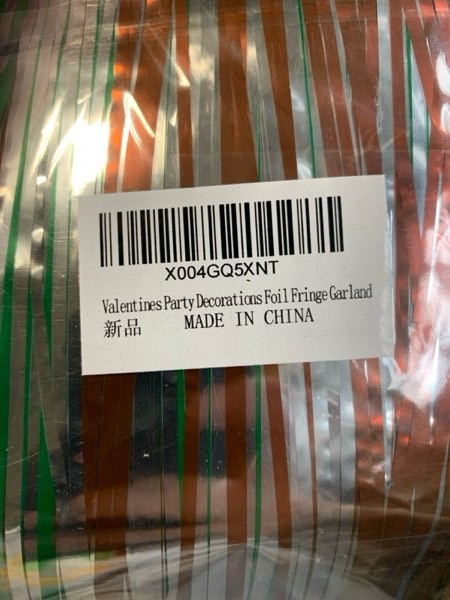 X004GQ5XNT
Valentines Party Decorations Foil Fringe Garland
新品 MADE IN CHINA